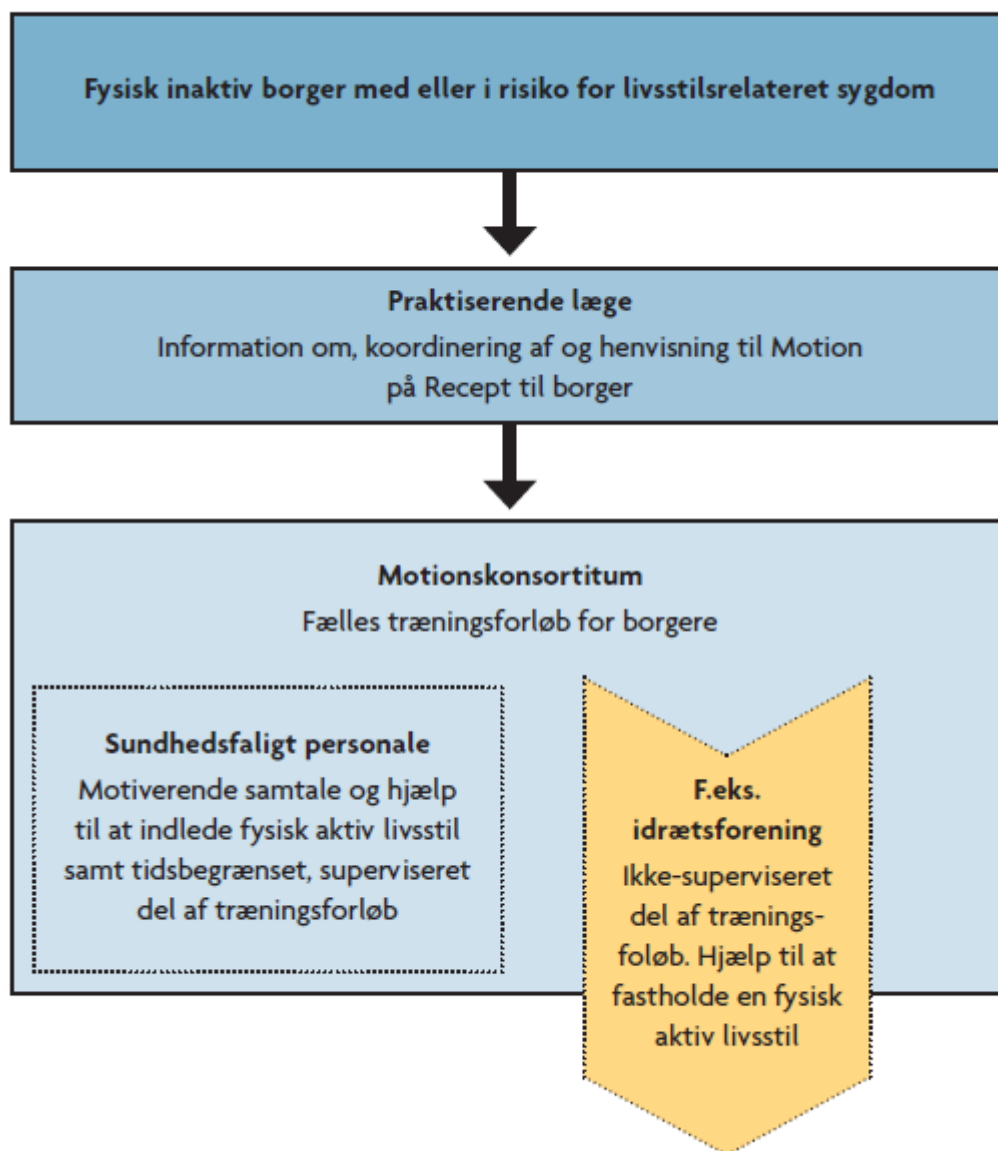 Fysisk inaktiv borger med eller i risiko for livsstilsrelateret sygdom
Praktiserende læge
Information om, koordinering af og henvisning til Motion
på Recept til borger
Motionskonsortitum
Fælles træningsforløb for borgere
Sundhedsfaligt personale
Motiverende samtale og hjælp
til at indlede fysisk aktiv livsstil
samt tidsbegrænset, superviseret
del af træningsforløb
F.eks.
idrætsforening
Ikke-superviseret
del af trænings-
foløb. Hjælp til at
fastholde en fysisk
aktiv livsstil